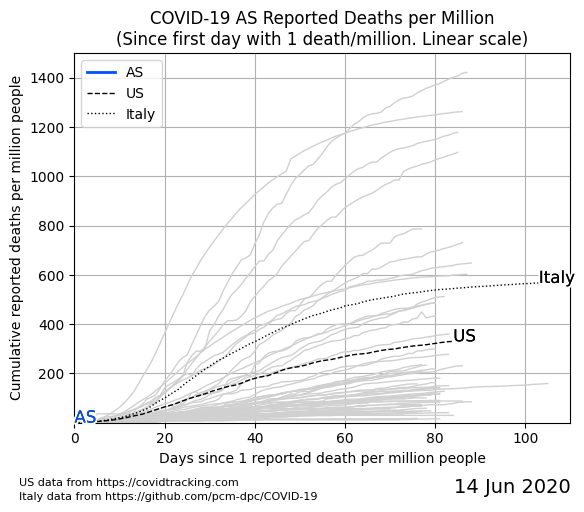 COVID-19 AS Reported Deaths per Million
(Since first day with 1 death/million. Linear scale)
Cumulative reported deaths per million people
1400
1200
1000
800
600
400
200
AS
US
Italy
Italy
US
AS
0
20
40
60
80
100
Days since 1 reported death per million people
US data from https://covidtracking.com
Italy data from https://github.com/pcm-dpc/COVID-19
14 Jun 2020